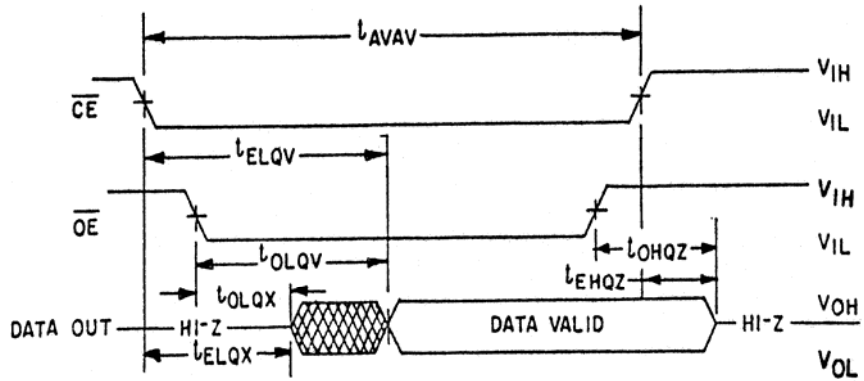 tAVAV
VIH
CE
VIL
tELQV
VIH
OE
tOHQZ
VIL
tOLQV
tEHQZ
tOLQX
VOH
DATA OUT HI-Z DATA VALID HI-Z
tELQX
VOL